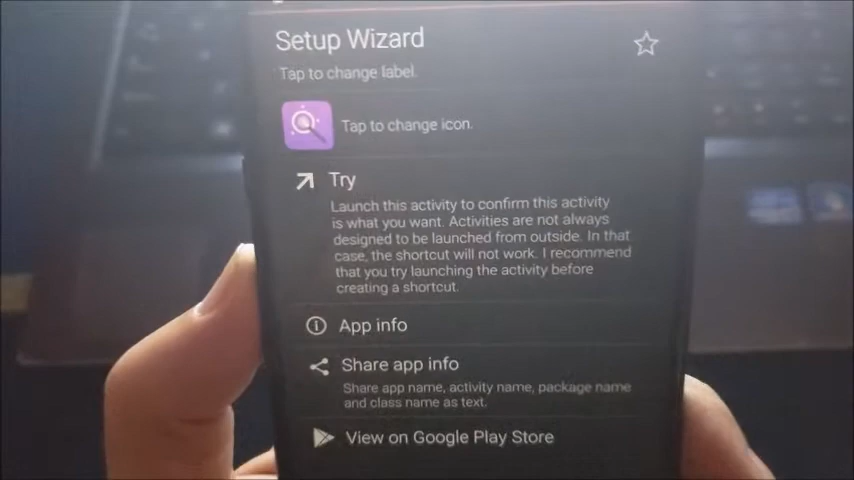 Setup Wizard
Tap to change label.
Tap to change icon.
Try
Launch this activity to confirm this activity
is what you want. Activities are not always
designed to be launched from outside. In that
case, the shortcut will not work. I recommend
that you try launching the activity before
creating a shortcut.
App info
Share app info
Share app name, activity name, package name
and class name as text.
View on Google Play Store